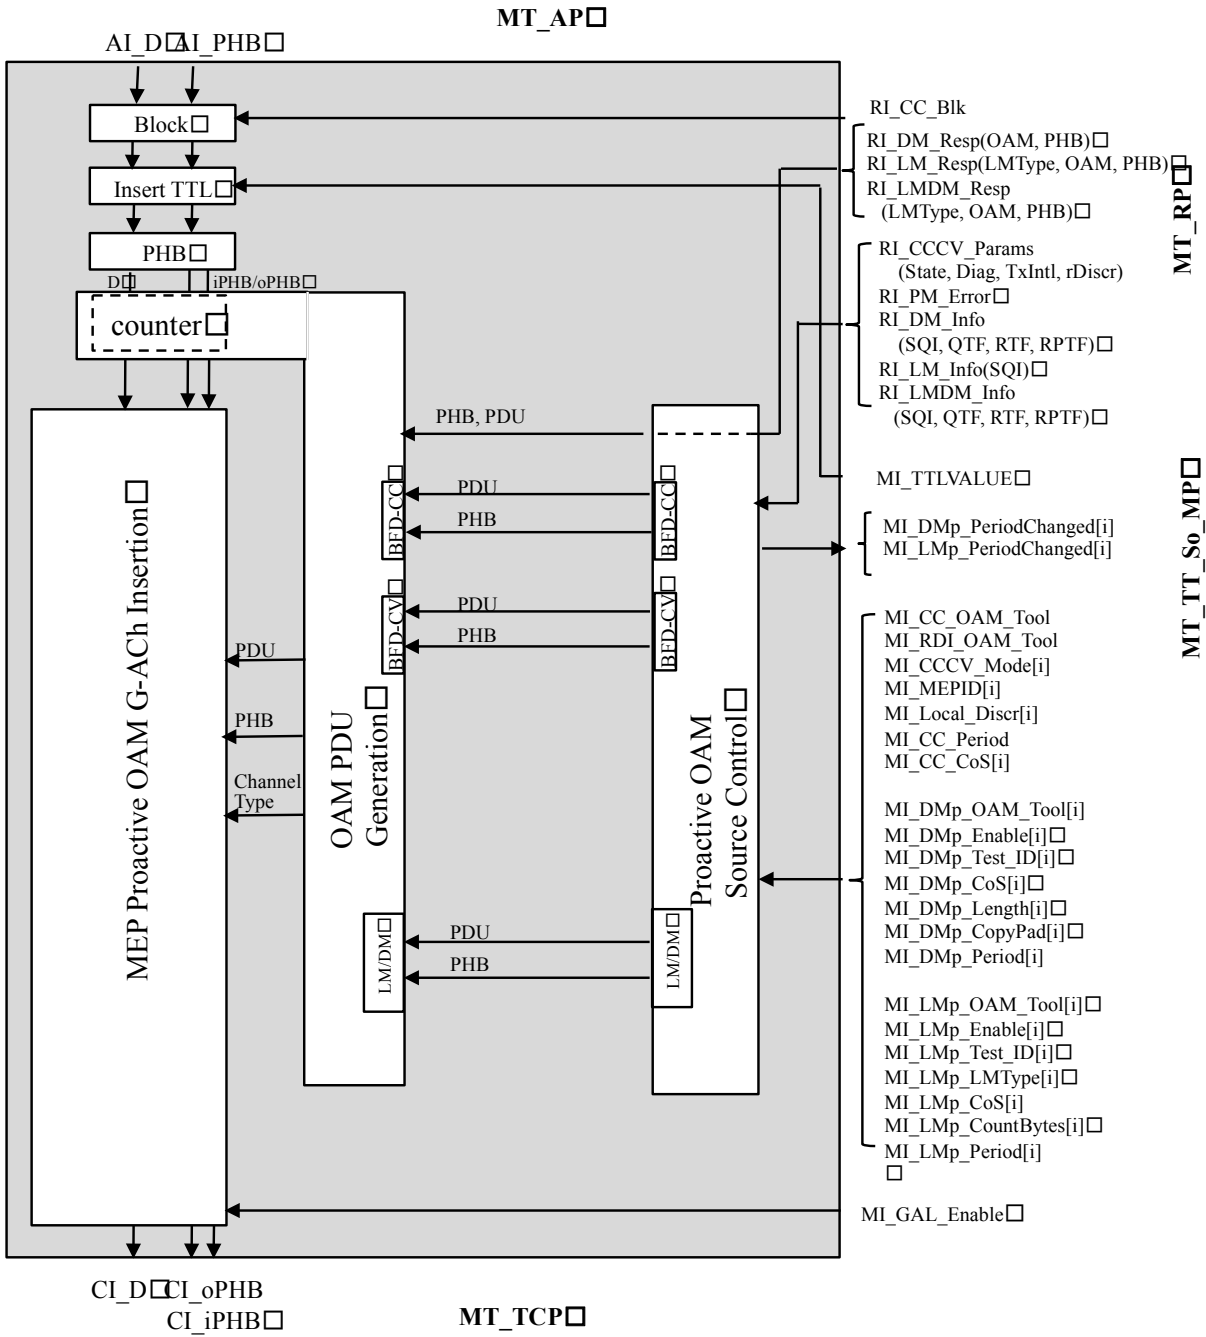 MT_AP
AI_D AI_PHB
Block
Insert TTL
PHB
D iPHB/oPHB
counter
MEP Proactive OAM G-ACh Insertion
PDU
PHB
Channel
Type
OAM PDU
Generation
PHB, PDU
BFD-CC
PDU
PHB
BFD-CC
BFD-CV
PDU
PHB
BFD-CV
LM/DM
PDU
PHB
LM/DM
Proactive OAM
Source Control
RI_CC_Blk
RI_DM_Resp(OAM, PHB)
RI_LM_Resp(LMType, OAM, PHB)
RI_LMDM_Resp
(LMType, OAM, PHB)
RI_CCCV_Params
(State, Diag, TxIntl, rDiscr)
RI_PM_Error
RI_DM_Info
(SQI, QTF, RTF, RPTF)
RI_LM_Info(SQI)
RI_LMDM_Info
(SQI, QTF, RTF, RPTF)
MI_TTLVALUE
MI_DMp_PeriodChanged[i]
MI_LMp_PeriodChanged[i]
MI_CC_OAM_Tool
MI_RDI_OAM_Tool
MI_CCCV_Mode[i]
MI_MEPID[i]
MI_Local_Discr[i]
MI_CC_Period
MI_CC_CoS[i]
MI_DMp_OAM_Tool[i]
MI_DMp_Enable[i]
MI_DMp_Test_ID[i]
MI_DMp_CoS[i]
MI_DMp_Length[i]
MI_DMp_CopyPad[i]
MI_DMp_Period[i]
MI_LMp_OAM_Tool[i]
MI_LMp_Enable[i]
MI_LMp_Test_ID[i]
MI_LMp_LMType[i]
MI_LMp_CoS[i]
MI_LMp_CountBytes[i]
MI_LMp_Period[i]
MI_GAL_Enable
MT_RP
MT_TT_So_MP
CI_D CI_oPHB
CI_iPHB
MT_TCP